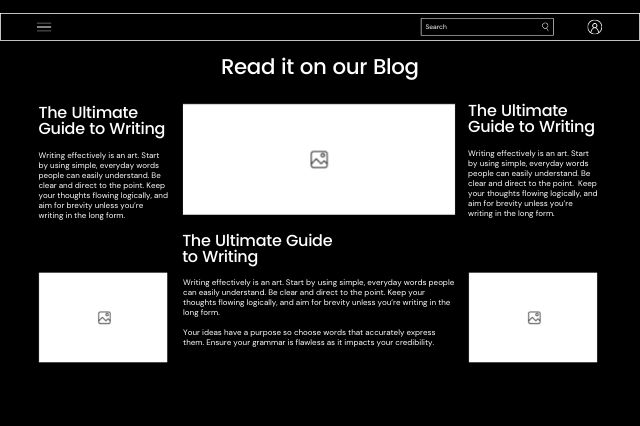 Search
Read it on our Blog
The Ultimate
Guide to Writing
Writing effectively is an art. Start
by using simple, everyday words
people can easily understand. Be
clear and direct to the point. Keep
your thoughts flowing logically, and
aim for brevity unless you're
writing in the long form.
The Ultimate Guide
to Writing
Writing effectively is an art. Start by using simple, everyday words people
can easily understand. Be clear and direct to the point. Keep your
thoughts flowing logically, and aim for brevity unless you're writing in the
long form.
Your ideas have a purpose so choose words that accurately express
them. Ensure your grammar is flawless as it impacts your credibility.
The Ultimate
Guide to Writing
Writing effectively is an art. Start
by using simple, everyday words
people can easily understand. Be
clear and direct to the point. Keep
your thoughts flowing logically, and
aim for brevity unless you're
writing in the long form.